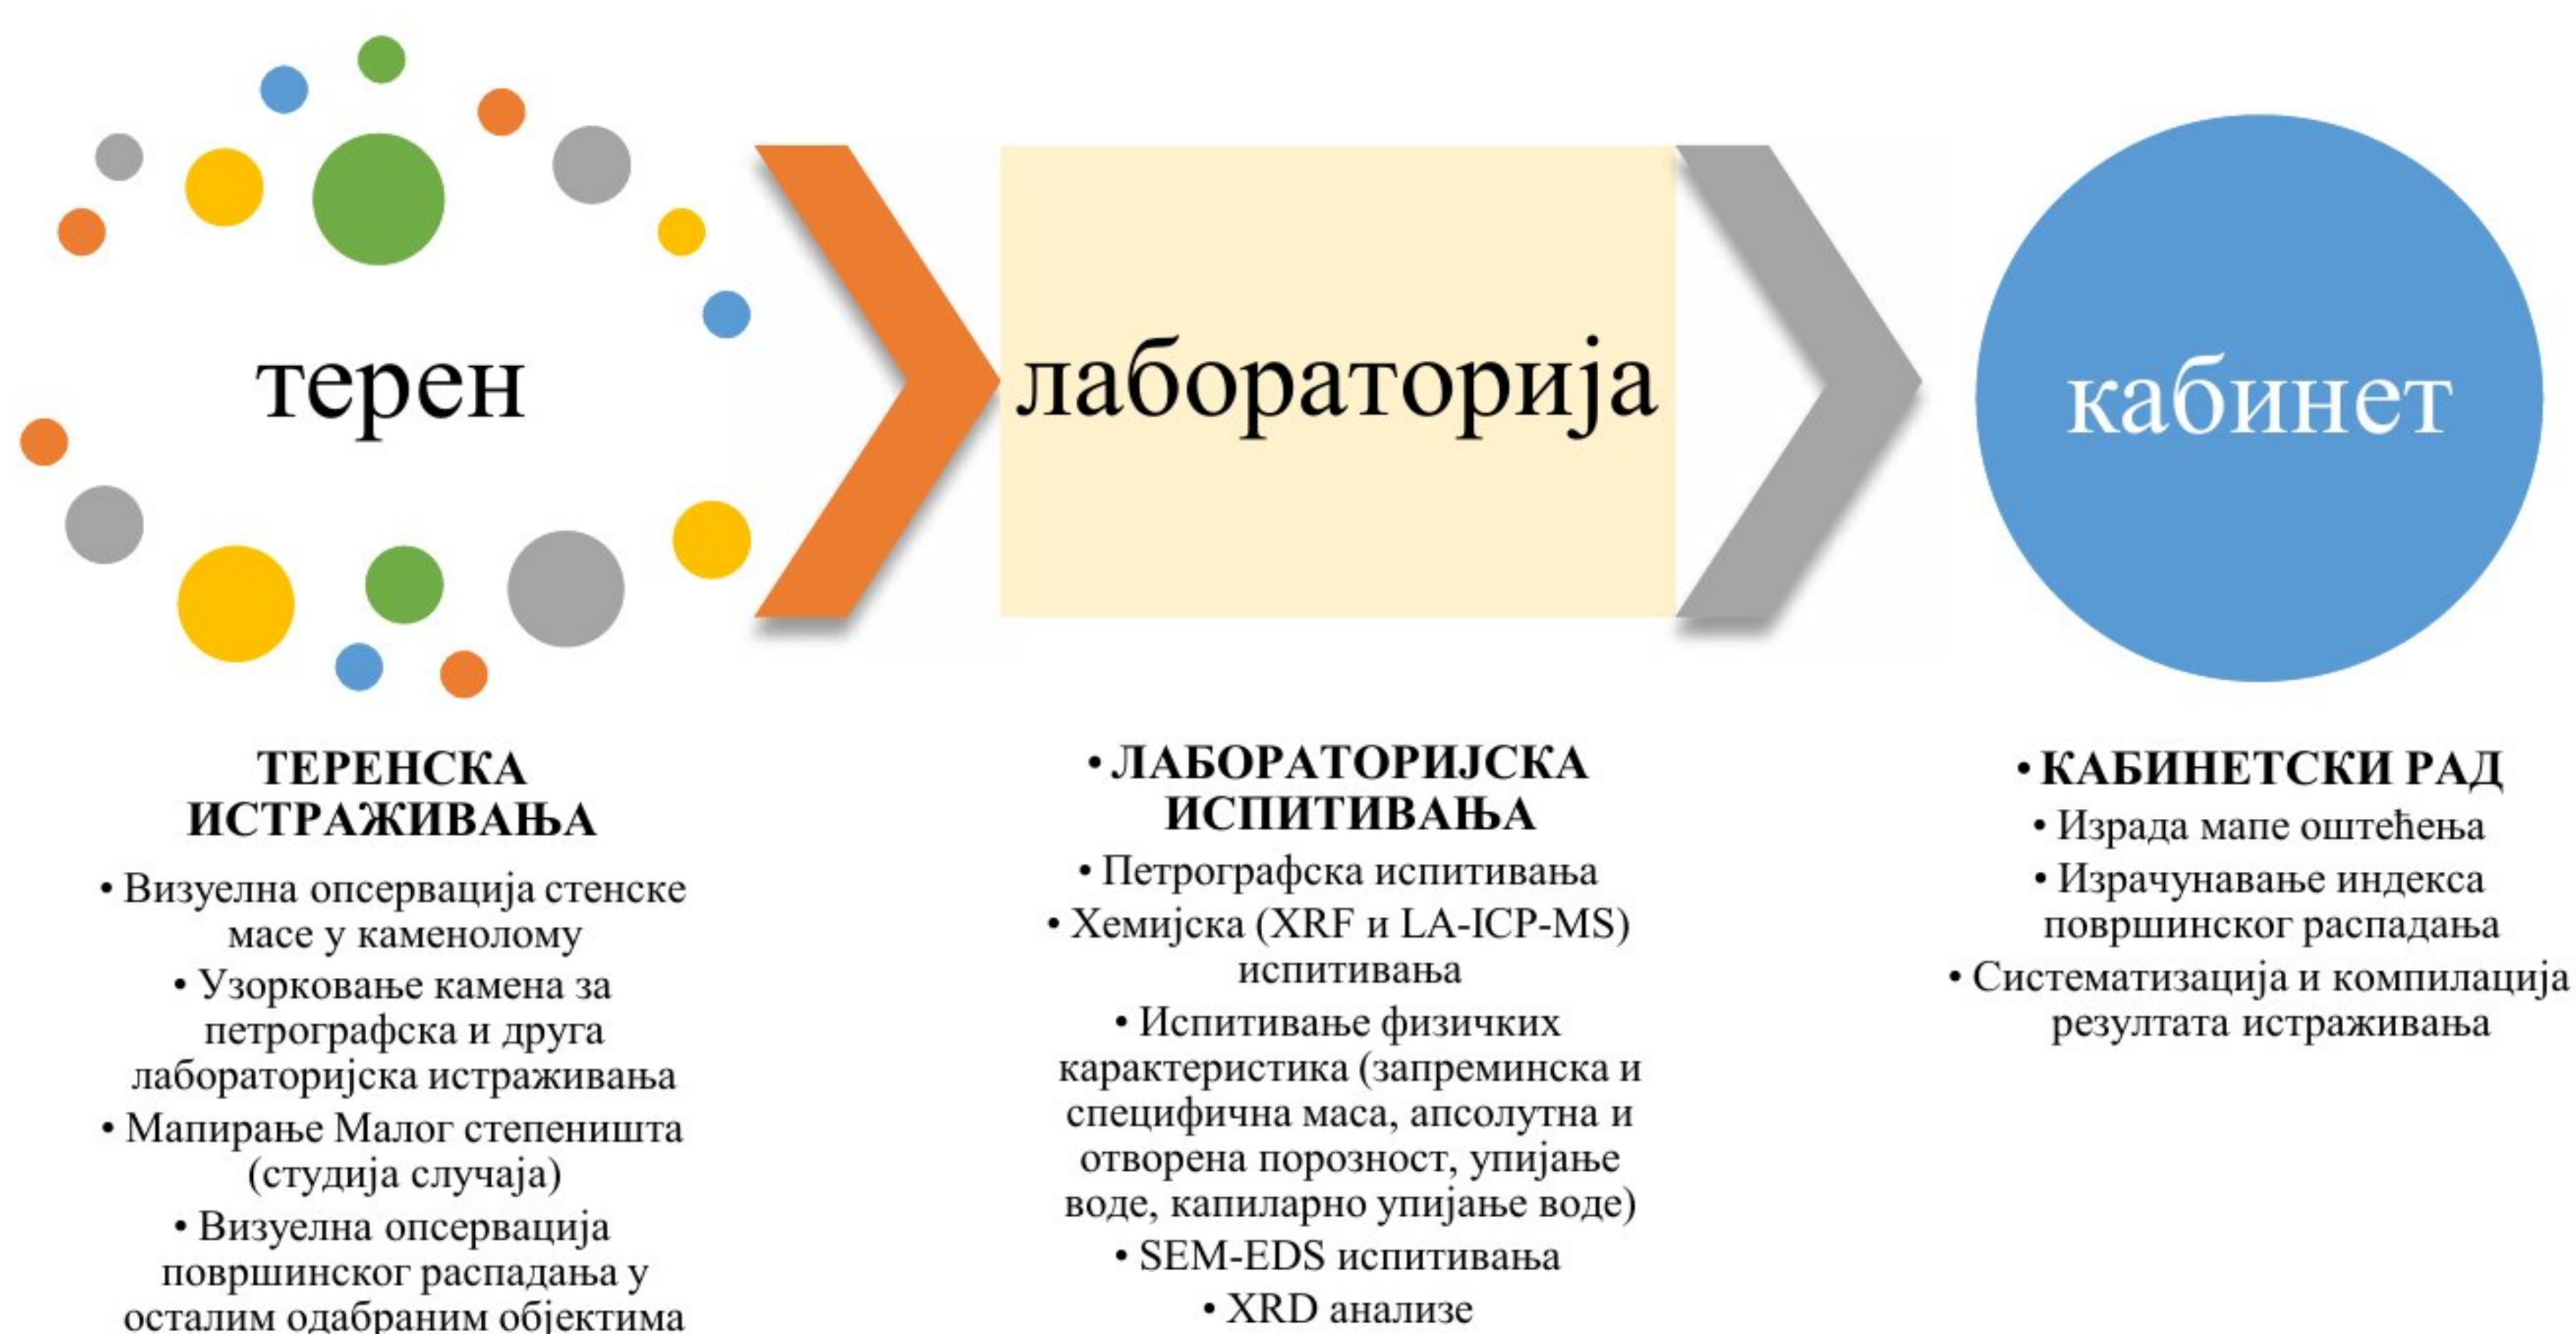 терен
лабораторија
кабинет
ТЕРЕНСКА
ИСТРАЖИВАЊА
• Визуелна опсервација стенске
масе у каменолому
• Узорковање камена за
петрографска и друга
лабораторијска истраживања
• Мапирање Малог степеништа
(студија случаја)
• Визуелна опсервација
површинског распадања у
осталим одабраним објектима
• ЛАБОРАТОРИЈСКА
ИСПИТИВАЊА
• Петрографска испитивања
• Хемијска (XRF и LA-ICP-MS)
испитивања
• Испитивање физичких
карактеристика (запреминска и
специфична маса, апсолутна и
отворена порозност, упијање
воде, капиларно упијање воде)
• SEM-EDS испитивања
• XRD анализе
• КАБИНЕТСКИ РАД
• Израда мапе оштећења
• Израчунавање индекса
површинског распадања
• Систематизација и компилација
резултата истраживања